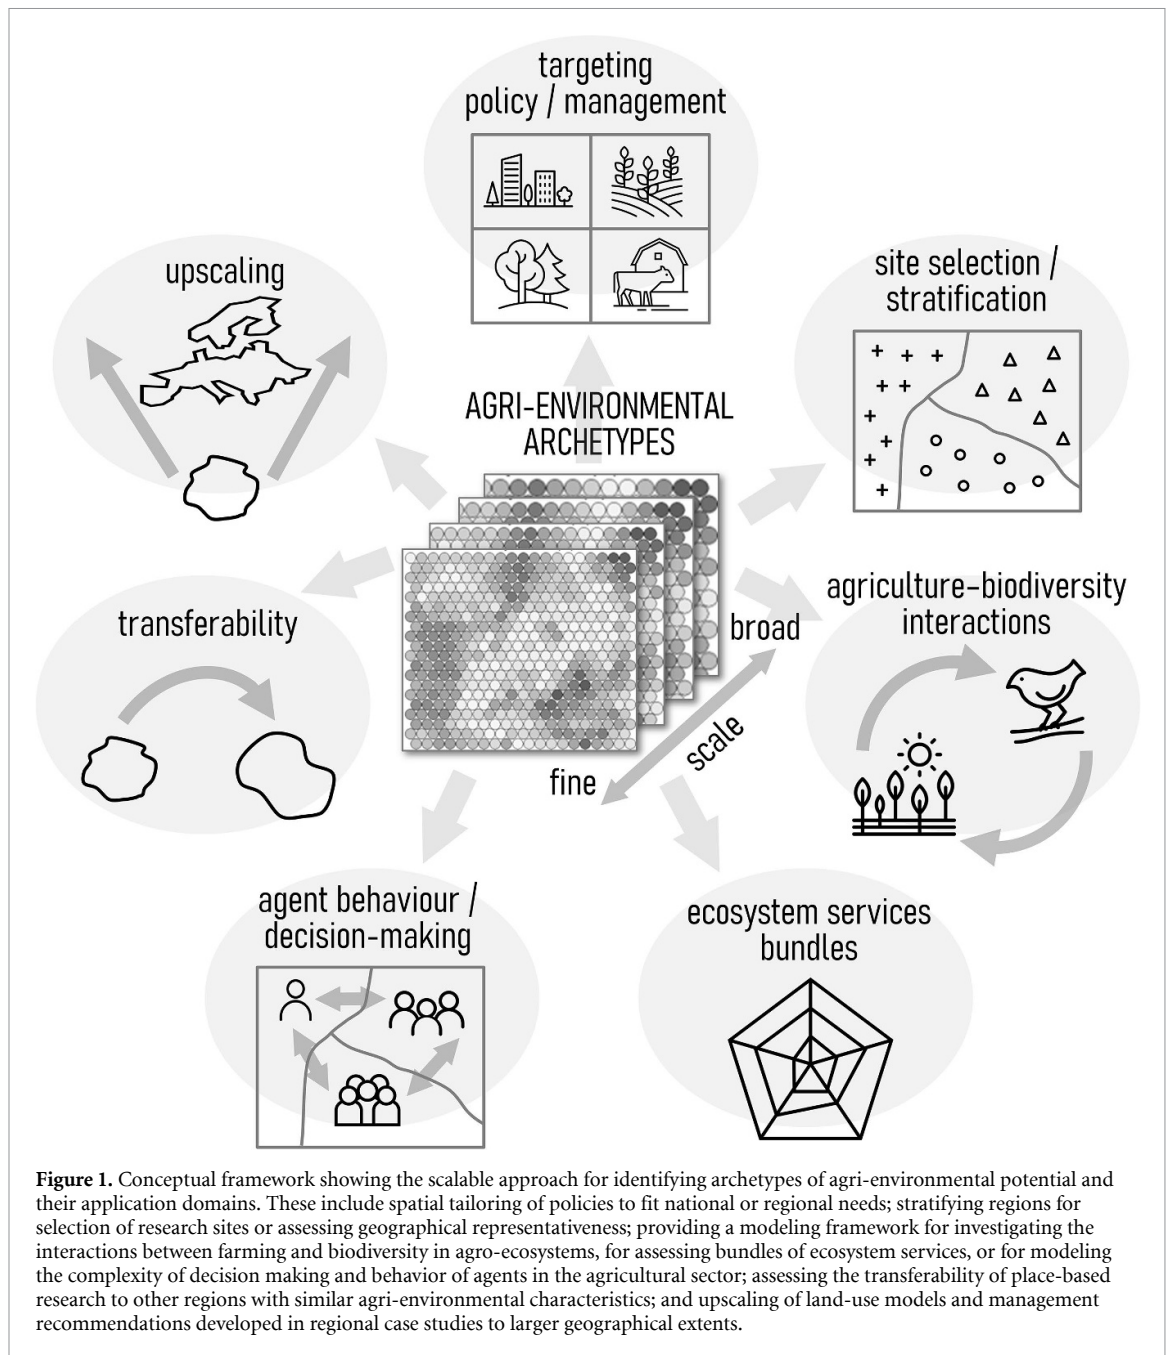 targeting
policy / management
upscaling
site selection /
stratification
AGRI-ENVIRONMENTAL
ARCHETYPES
transferability
agriculture–biodiversity
interactions
broad
scale
fine
agent behaviour /
decision-making
ecosystem services
bundles
Figure 1. Conceptual framework showing the scalable approach for identifying archetypes of agri-environmental potential and
their application domains. These include spatial tailoring of policies to fit national or regional needs; stratifying regions for
selection of research sites or assessing geographical representativeness; providing a modeling framework for investigating the
interactions between farming and biodiversity in agro-ecosystems, for assessing bundles of ecosystem services, or for modeling
the complexity of decision making and behavior of agents in the agricultural sector; assessing the transferability of place-based
research to other regions with similar agri-environmental characteristics; and upscaling of land-use models and management
recommendations developed in regional case studies to larger geographical extents.